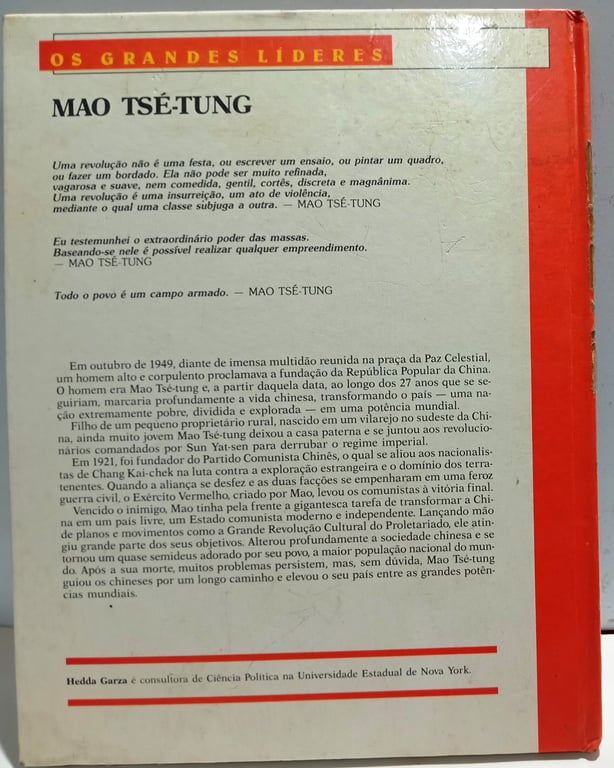 OS GRANDES LÍDERES
MAO TSÉ-TUNG
Uma revolução não é uma festa, ou escrever um ensaio, ou pintar um quadro,
ou fazer um bordado. Ela não pode ser muito refinada,
vagarosa e suave, nem comedida, gentil, cortês, discreta e magnânima.
Uma revolução é uma insurreição, um ato de violência,
mediante o qual uma classe subjuga a outra. — MAO TSÉ-TUNG
Eu testemunhei o extraordinário poder das massas.
Baseando-se nele é possível realizar qualquer empreendimento.
— MAO TSÉ-TUNG
Todo o povo é um campo armado. — MAO TSÉ-TUNG
Em outubro de 1949, diante de imensa multidão reunida na praça da Paz Celestial,
um homem alto e corpulento proclamava a fundação da República Popular da China.
O homem era Mao Tsé-tung e, a partir daquela data, ao longo dos 27 anos que se se-
guiriam, marcaria profundamente a vida chinesa, transformando o país — uma na-
ção extremamente pobre, dividida e explorada — em uma potência mundial.
Filho de um pequeno proprietário rural, nascido em um vilarejo no sudeste da Chi-
na, ainda muito jovem Mao Tsé-tung deixou a casa paterna e se juntou aos revolucio-
nários comandados por Sun Yat-sen para derrubar o regime imperial.
Em 1921, foi fundador do Partido Comunista Chinês, o qual se aliou aos nacionalis-
tas de Chang Kai-chek na luta contra a exploração estrangeira e o domínio dos terra-
tenentes. Quando a aliança se desfez e as duas facções se empenharam em uma feroz
guerra civil, o Exército Vermelho, criado por Mao, levou os comunistas à vitória final.
Vencido o inimigo, Mao tinha pela frente a gigantesca tarefa de transformar a Chi-
na em um país livre, um Estado comunista moderno e independente. Lançando mão
de planos e movimentos como a Grande Revolução Cultural do Proletariado, ele atin-
giu grande parte dos seus objetivos. Alterou profundamente a sociedade chinesa e se
tornou um quase semideus adorado por seu povo, a maior população nacional do mun-
do. Após a sua morte, muitos problemas persistem, mas, sem dúvida, Mao Tsé-tung
guiou os chineses por um longo caminho e elevou o seu país entre as grandes potên-
cias mundiais.
Hedda Garza é consultora de Ciência Política na Universidade Estadual de Nova York.